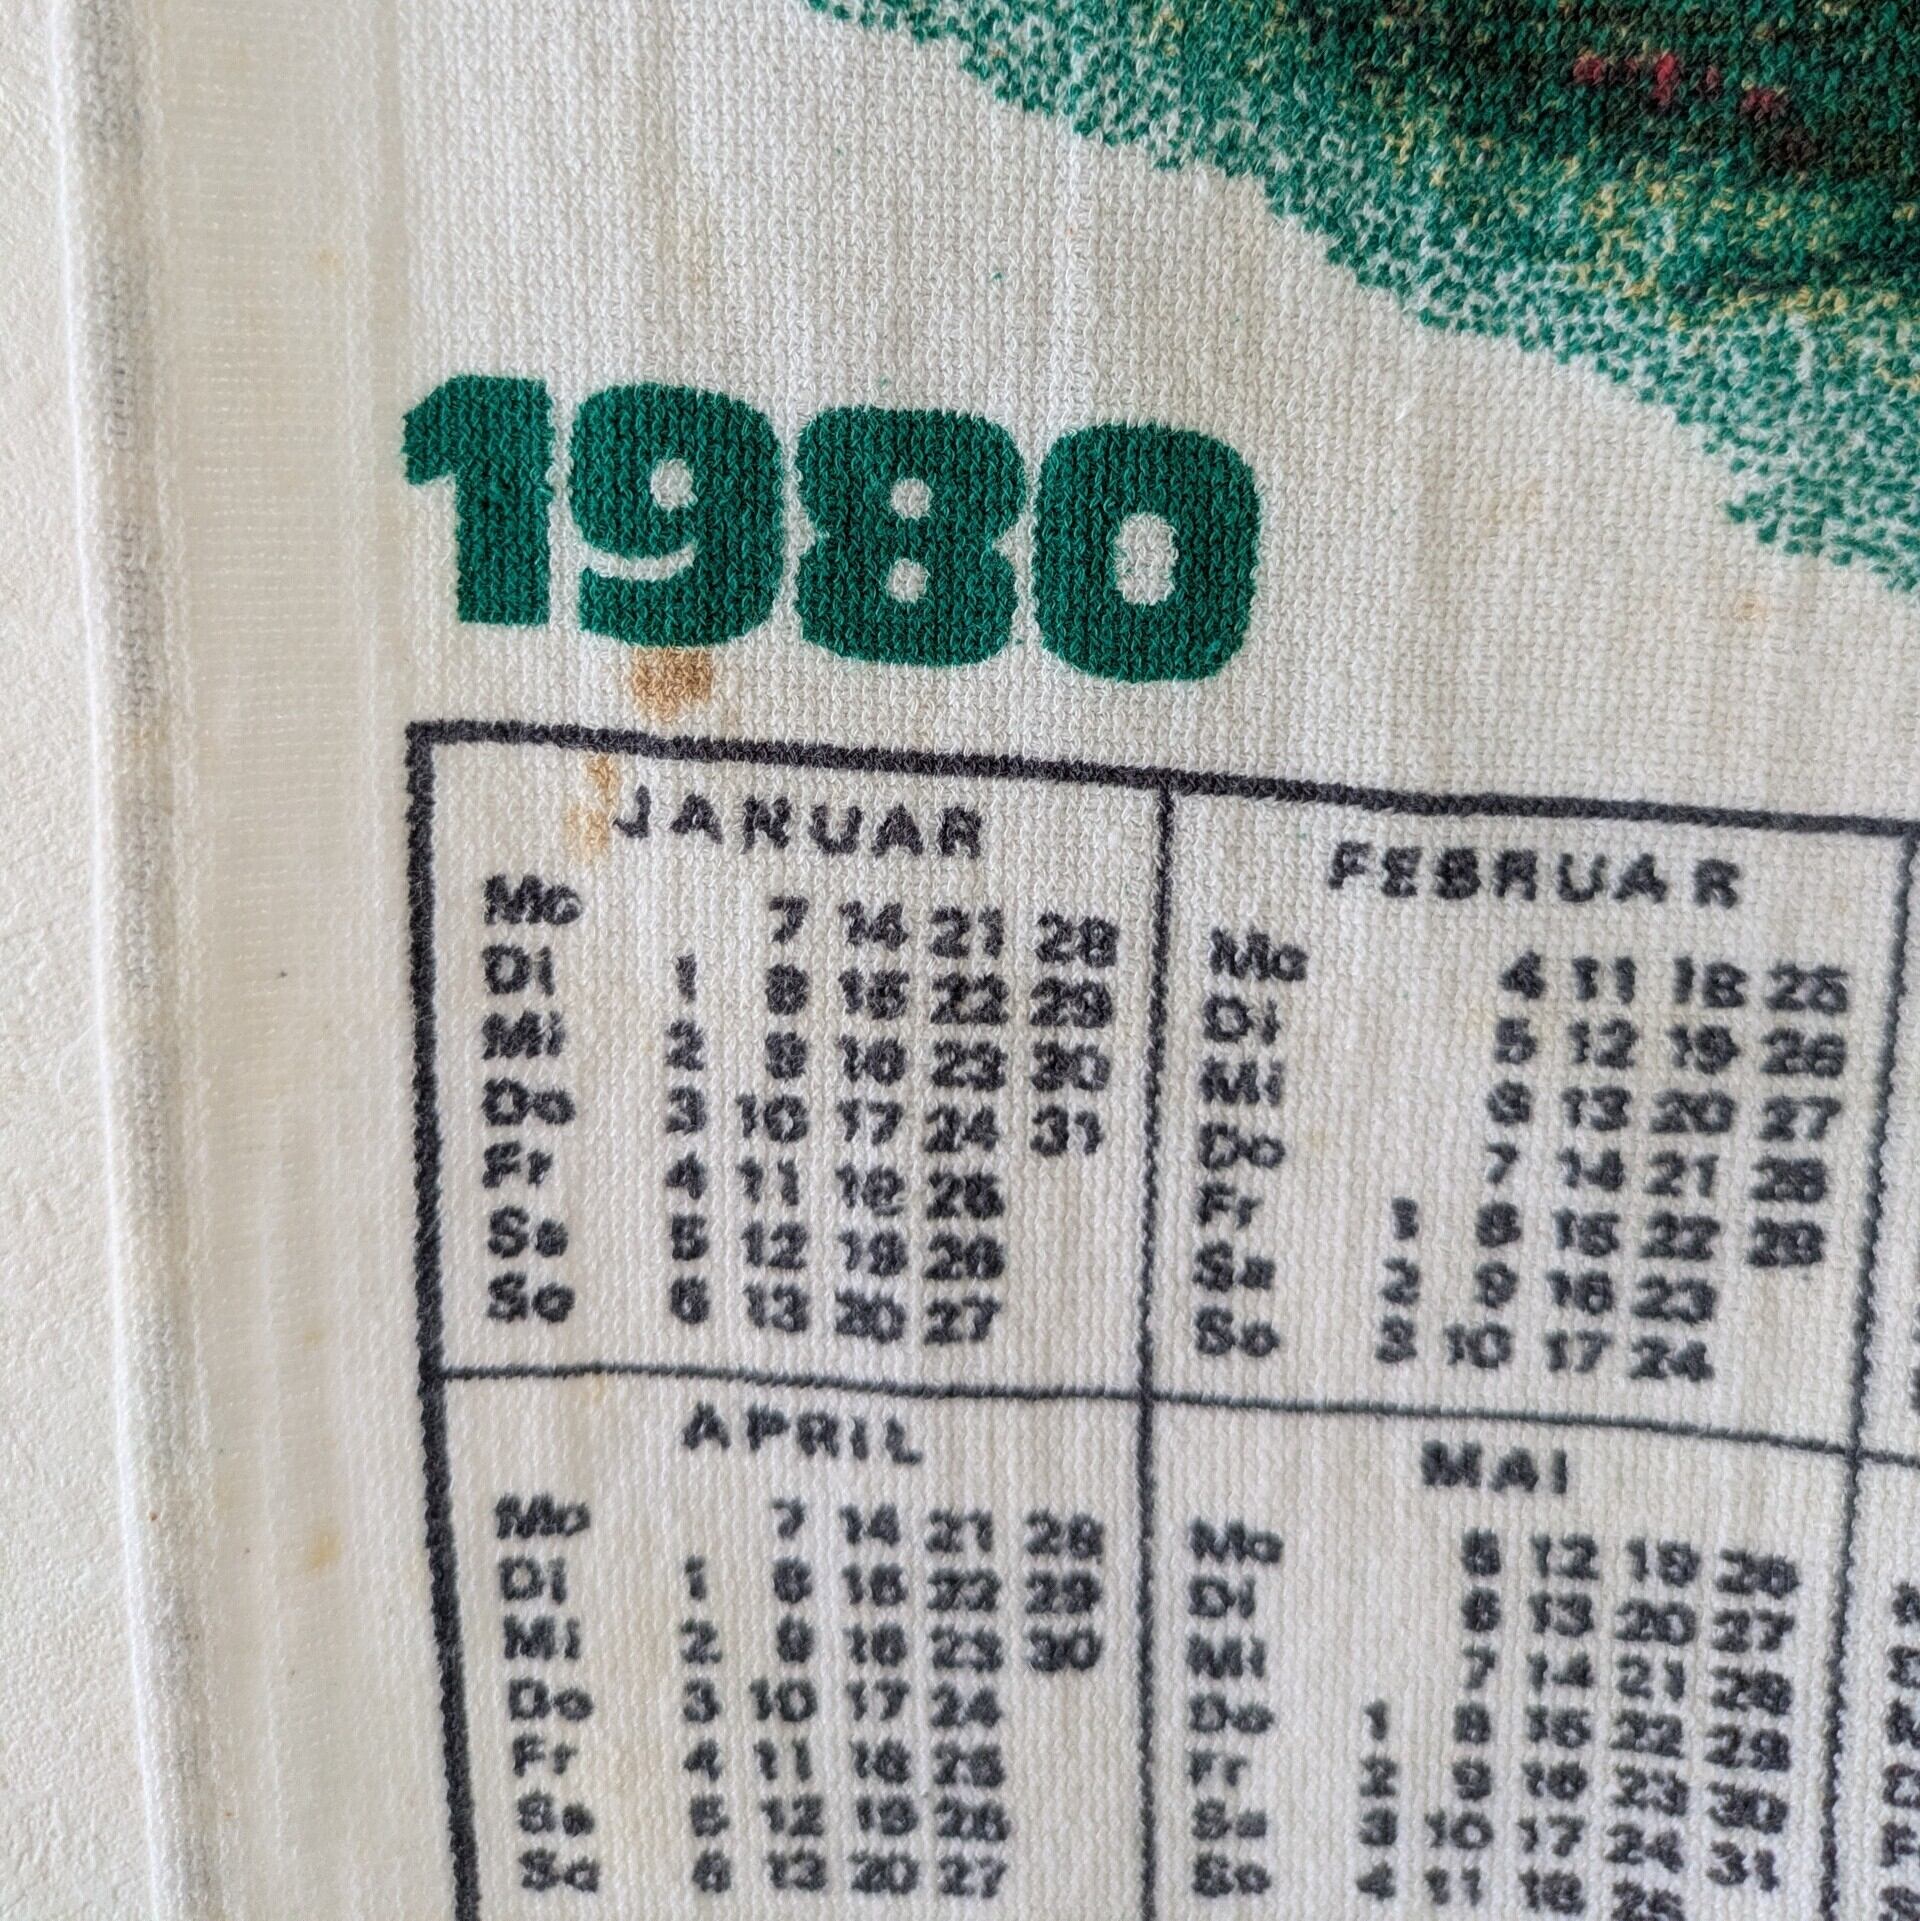 1980
JANUAR
Mo 7 14 21 28
Di 1 8 15 22 29
Mi 2 9 16 23 30
Do 3 10 17 24 31
Fr 4 11 18 25
Sa 5 12 19 26
So 6 13 20 27
FEBRUAR
Mo 4 11 18 25
Di 5 12 19 26
Mi 6 13 20 27
Do 7 14 21 28
Fr 1 8 15 22 29
Sa 2 9 16 23
So 3 10 17 24
APRIL
Mo 7 14 21 28
Di 1 8 15 22 29
Mi 2 9 16 23 30
Do 3 10 17 24
Fr 4 11 18 25
Sa 5 12 19 26
So 6 13 20 27
MAI
Mo 5 12 19 26
Di 6 13 20 27
Mi 7 14 21 28
Do 1 8 15 22 29
Fr 2 9 16 23 30
Sa 3 10 17 24 31
So 4 11 18 25